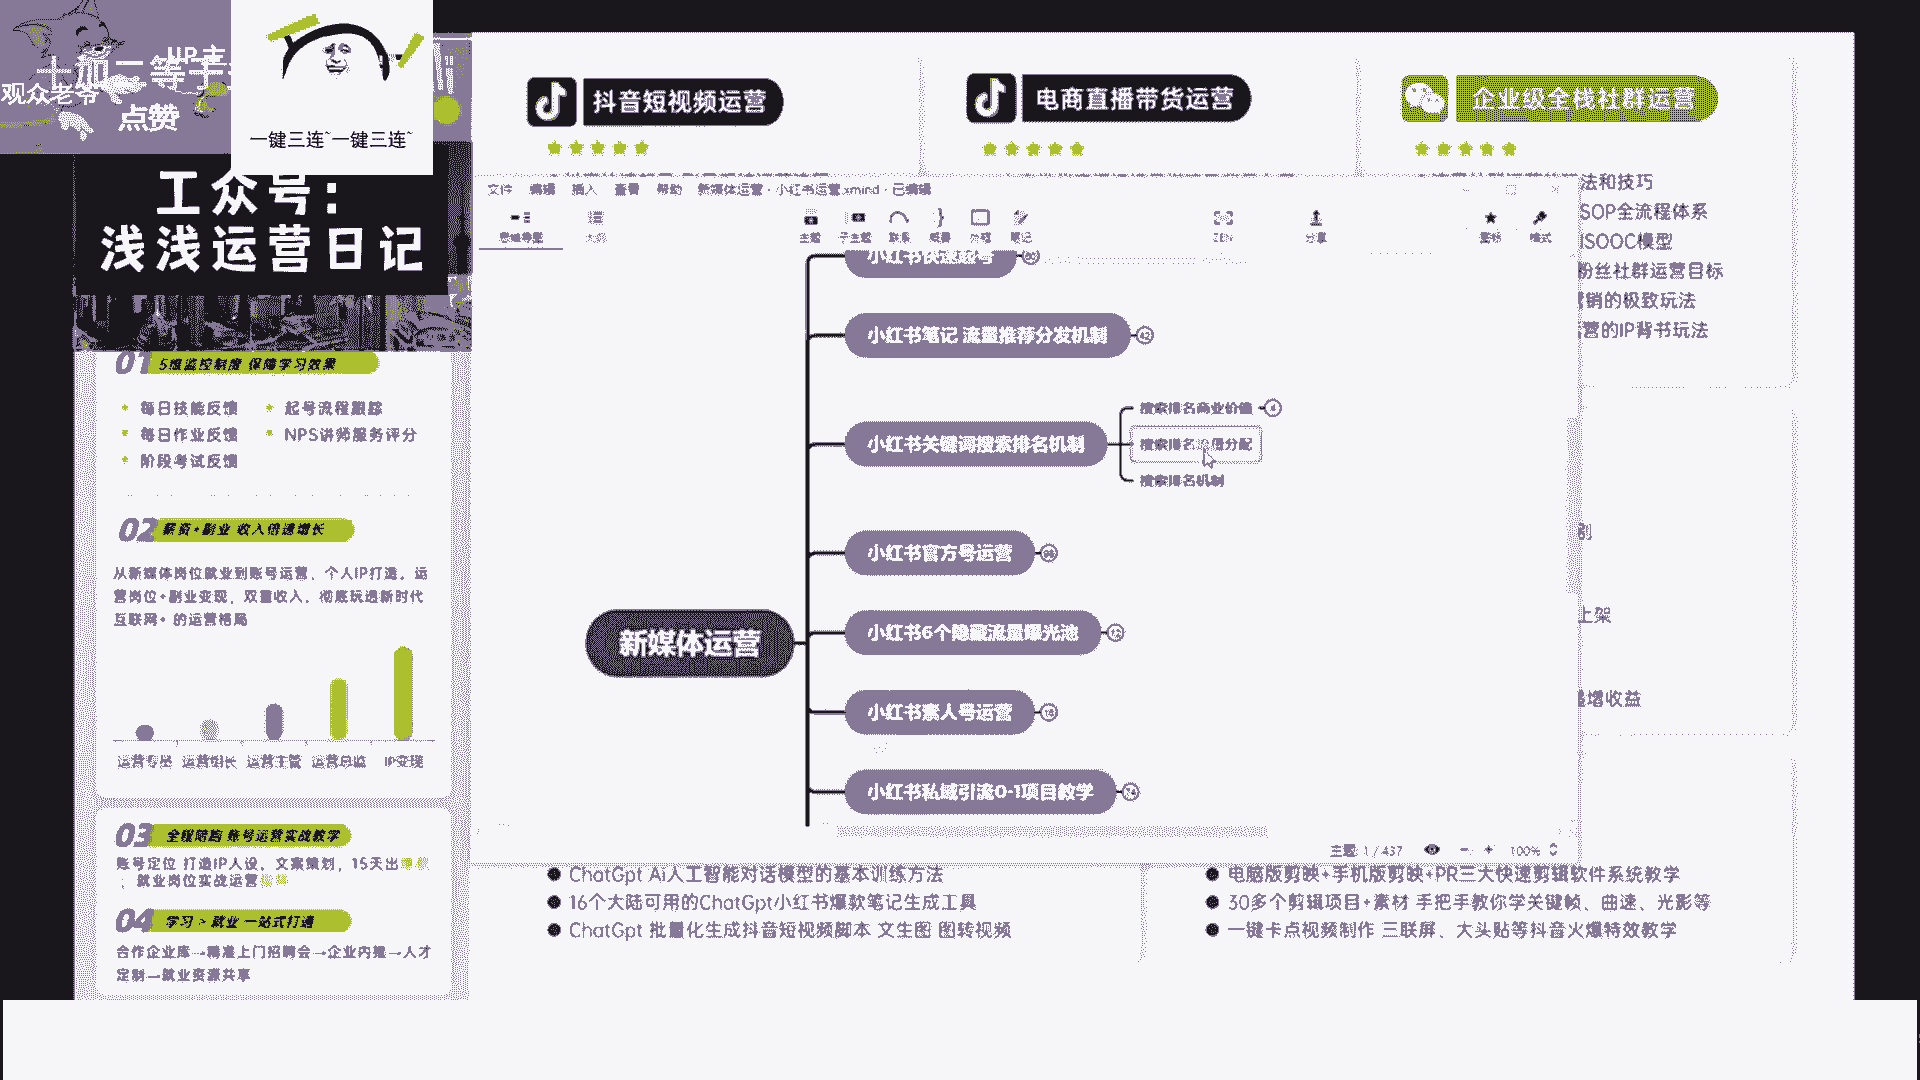 UP主
观众老爷
点赞
一键三连~一键三连~
工众号：
浅浅运营日记
抖音短视频运营
电商直播带货运营
企业级全栈社群运营
文件 编辑 插入 查看 帮助 新媒体运营 · 小红书运营.xmind · 已编辑
思维导图 大纲 主题 子主题 联系 概要 外框 笔记 ZEN 分享 图标 格式
法和技巧
SOP全流程体系
ISOOC模型
粉丝社群运营目标
销的极致玩法
营的IP背书玩法
上架
增收益
小红书快速起号
小红书笔记 流量推荐分发机制
小红书关键词搜索排名机制
搜索排名商业价值
搜索排名流量分配
搜索排名机制
小红书官方号运营
小红书6个隐藏流量曝光池
小红书素人号运营
小红书私域引流0-1项目教学
新媒体运营
主题: 1 / 437
100%
01 5维监控制度 保障学习效果
每日技能反馈
起号流程跟踪
每日作业反馈
NPS讲师服务评分
阶段考试反馈
02 薪资+副业 收入倍速增长
从新媒体岗位就业到账号运营、个人IP打造，运
营岗位+副业变现，双重收入，彻底玩透新时代
互联网+ 的运营格局
运营专员 运营组长 运营主管 运营总监 IP变现
03 全程陪跑 账号运营实战教学
账号定位 打造IP人设，文案策划，15天出
就业岗位实战运营
04 学习 > 就业 一站式打通
合作企业库→精准上门招聘会→企业内推→人才
定制→就业资源共享
ChatGpt Ai人工智能对话模型的基本训练方法
16个大陆可用的ChatGpt小红书爆款笔记生成工具
ChatGpt 批量化生成抖音短视频脚本 文生图 图转视频
电脑版剪映+手机版剪映+PR三大快速剪辑软件系统教学
30多个剪辑项目+素材 手把手教你学关键帧、曲速、光影等
一键卡点视频制作 三联屏、大头贴等抖音火爆特效教学